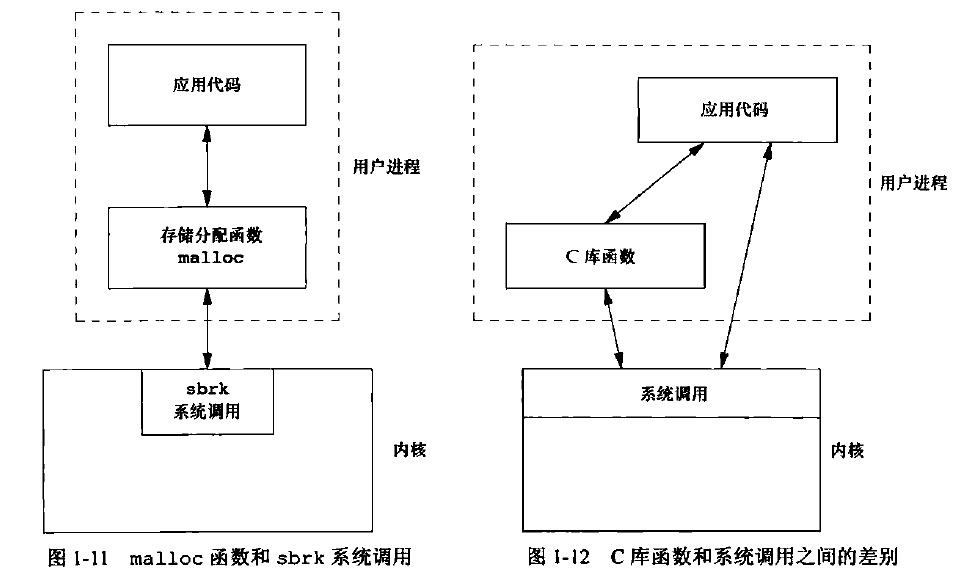 应用代码
用户进程
存储分配函数
malloc
sbrk
系统调用
内核
图 1-11 malloc 函数和 sbrk 系统调用
应用代码
用户进程
C 库函数
系统调用
内核
图 1-12 C 库函数和系统调用之间的差别